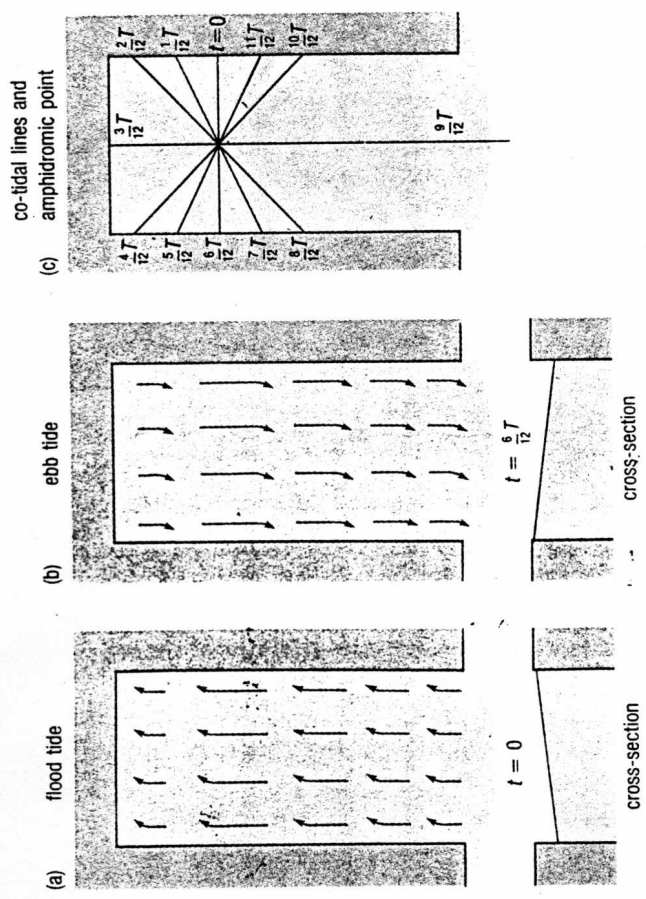 (a)
flood tide
t = 0
cross-section
(b)
ebb tide
t = 6/12 T
cross-section
(c)
co-tidal lines and
amphidromic point
3/12 T
4/12 T
2/12 T
5/12 T
1/12 T
6/12 T
t=0
7/12 T
11/12 T
8/12 T
10/12 T
9/12 T